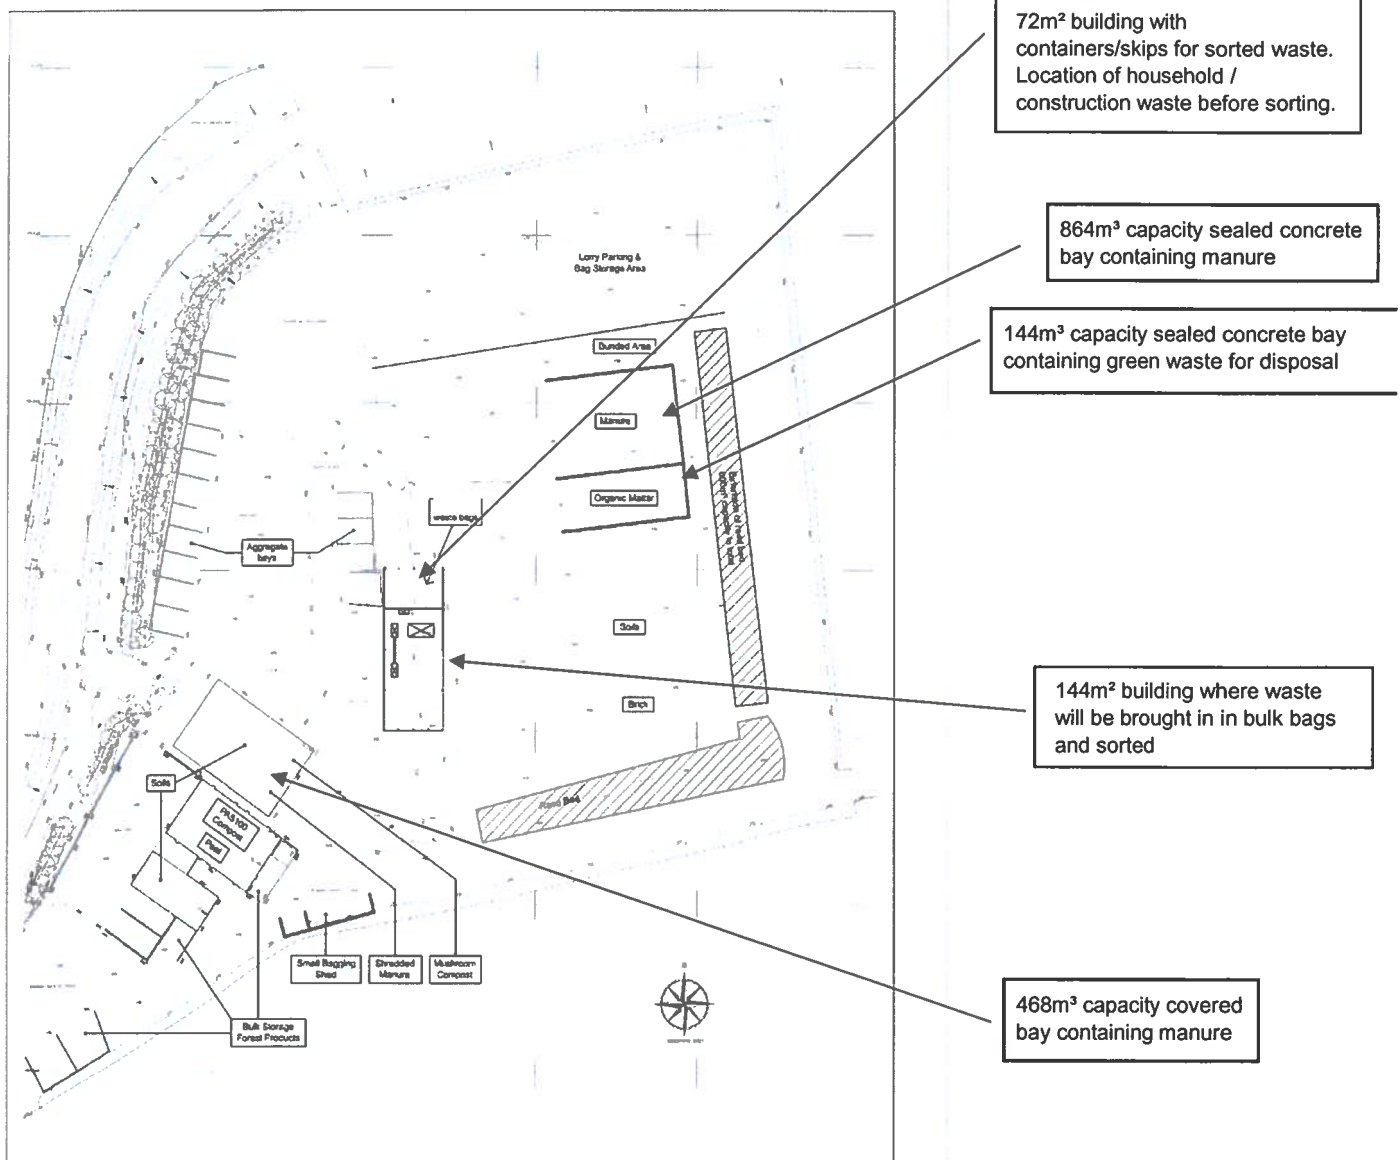 72m² building with
containers/skips for sorted waste.
Location of household /
construction waste before sorting.
864m³ capacity sealed concrete
bay containing manure
144m³ capacity sealed concrete bay
containing green waste for disposal
144m² building where waste
will be brought in in bulk bags
and sorted
468m³ capacity covered
bay containing manure
Lorry Parking &
Bag Storage Area
Bunded Area
Manure
Organic Matter
waste bags
Aggregate
bays
Soils
Brick
Soils
PAS100
Compost
Peat
Reed Bed
Small Bagging
Shed
Shredded
Manure
Mushroom
Compost
Bulk Storage
Forest Products